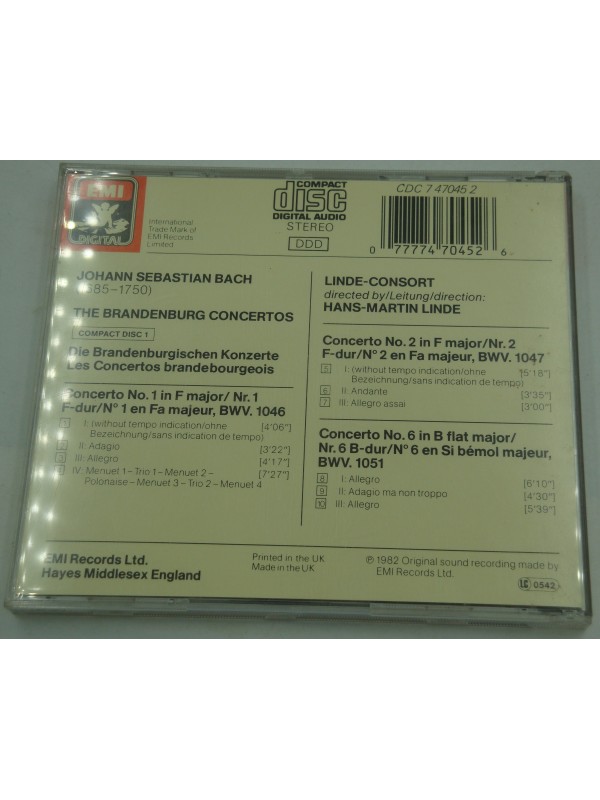 EMI
DIGITAL
International
Trade Mark of
EMI Records
Limited
COMPACT
disc
DIGITAL AUDIO
STEREO
DDD
CDC 7 47045 2
0 77774 70452 6
JOHANN SEBASTIAN BACH
685–1750)
THE BRANDENBURG CONCERTOS
COMPACT DISC 1
Die Brandenburgischen Konzerte
Les Concertos brandebourgeois
Concerto No. 1 in F major/ Nr. 1
F-dur/N° 1 en Fa majeur, BWV. 1046
1 I: (without tempo indication/ohne [4'06"]
Bezeichnung/sans indication de tempo)
2 II: Adagio [3'22"]
3 III: Allegro [4'17"]
4 IV: Menuet 1 – Trio 1 – Menuet 2 – [7'27"]
Polonaise – Menuet 3 – Trio 2 – Menuet 4
LINDE-CONSORT
directed by/Leitung/direction:
HANS-MARTIN LINDE
Concerto No. 2 in F major/Nr. 2
F-dur/N° 2 en Fa majeur, BWV. 1047
5 I: (without tempo indication/ohne [5'18"]
Bezeichnung/sans indication de tempo)
6 II: Andante [3'35"]
7 III: Allegro assai [3'00"]
Concerto No. 6 in B flat major/
Nr. 6 B-dur/N° 6 en Si bémol majeur,
BWV. 1051
8 I: Allegro [6'10"]
9 II: Adagio ma non troppo [4'30"]
10 III: Allegro [5'39"]
EMI Records Ltd.
Hayes Middlesex England
Printed in the UK
Made in the UK
℗ 1982 Original sound recording made by
EMI Records Ltd.
0542